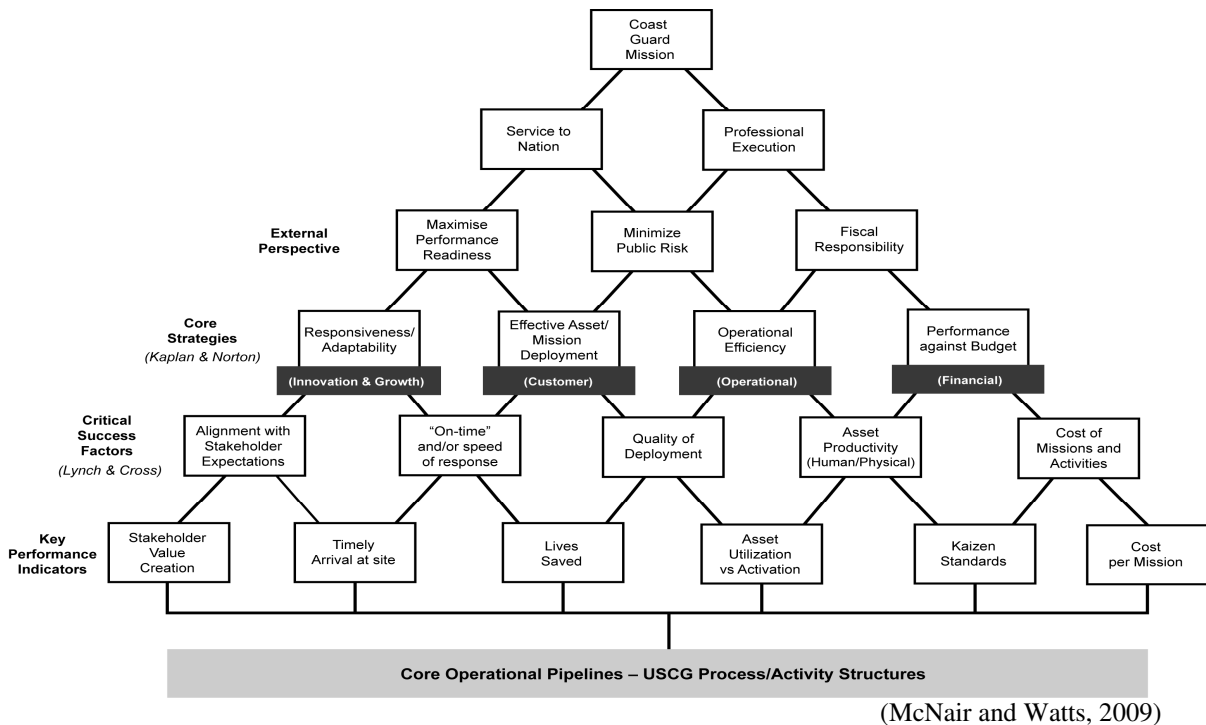 Coast
Guard
Mission
Service to
Nation
Professional
Execution
External
Perspective
Maximise
Performance
Readiness
Minimize
Public Risk
Fiscal
Responsibility
Core
Strategies
(Kaplan & Norton)
Responsiveness/
Adaptability
Effective Asset/
Mission
Deployment
Operational
Efficiency
Performance
against Budget
(Innovation & Growth)
(Customer)
(Operational)
(Financial)
Critical
Success
Factors
(Lynch & Cross)
Alignment with
Stakeholder
Expectations
"On-time"
and/or speed
of response
Quality of
Deployment
Asset
Productivity
(Human/Physical)
Cost of
Missions and
Activities
Key
Performance
Indicators
Stakeholder
Value
Creation
Timely
Arrival at site
Lives
Saved
Asset
Utilization
vs Activation
Kaizen
Standards
Cost
per Mission
Core Operational Pipelines – USCG Process/Activity Structures
(McNair and Watts, 2009)